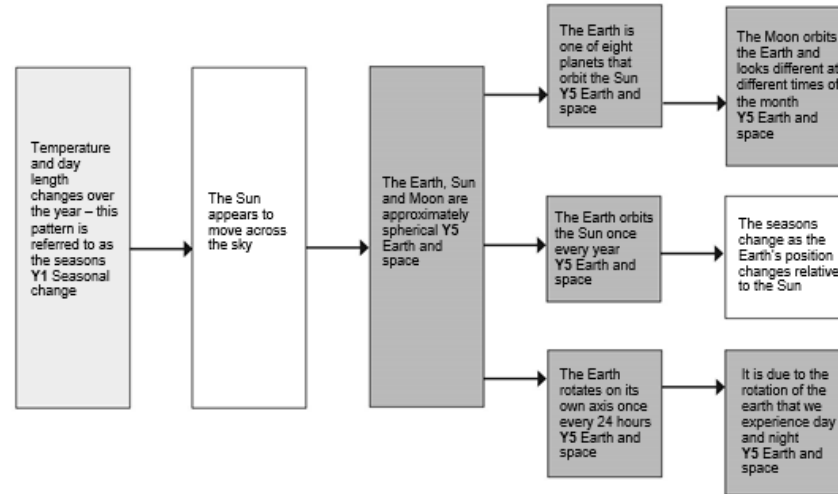 Temperature
and day
length
changes over
the year – this
pattern is
referred to as
the seasons
Y1 Seasonal
change
The Sun
appears to
move across
the sky
The Earth, Sun
and Moon are
approximately
spherical Y5
Earth and
space
The Earth is
one of eight
planets that
orbit the Sun
Y5 Earth and
space
The Moon orbits
the Earth and
looks different at
different times of
the month
Y5 Earth and
space
The Earth orbits
the Sun once
every year
Y5 Earth and
space
The seasons
change as the
Earth's position
changes relative
to the Sun
The Earth
rotates on its
own axis once
every 24 hours
Y5 Earth and
space
It is due to the
rotation of the
earth that we
experience day
and night
Y5 Earth and
space